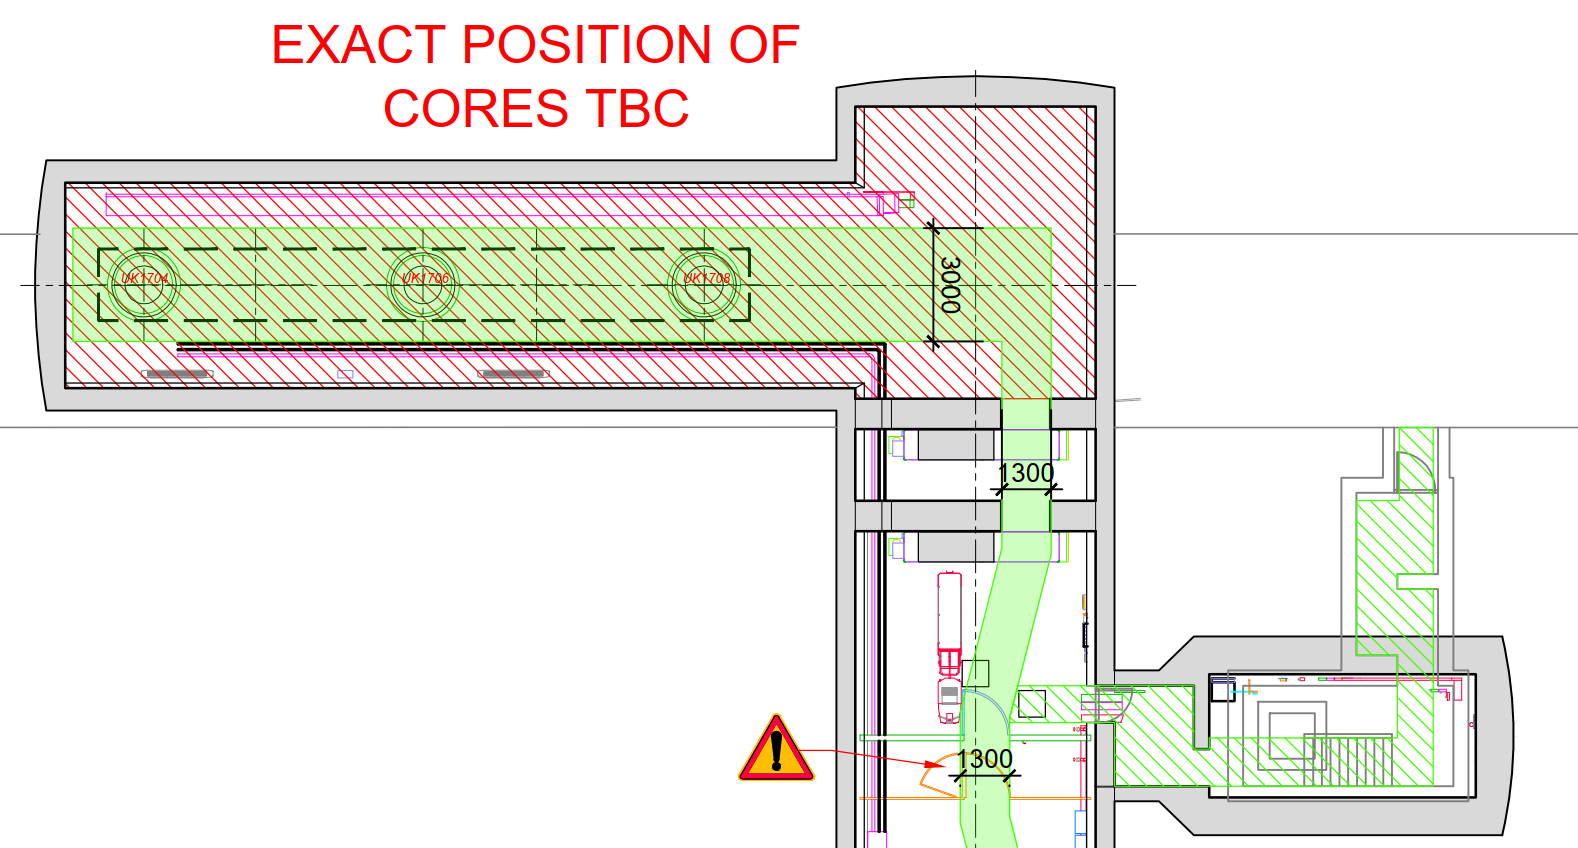 EXACT POSITION OF
CORES TBC
UK1704
UK1706
UK1708
3000
1300
1300